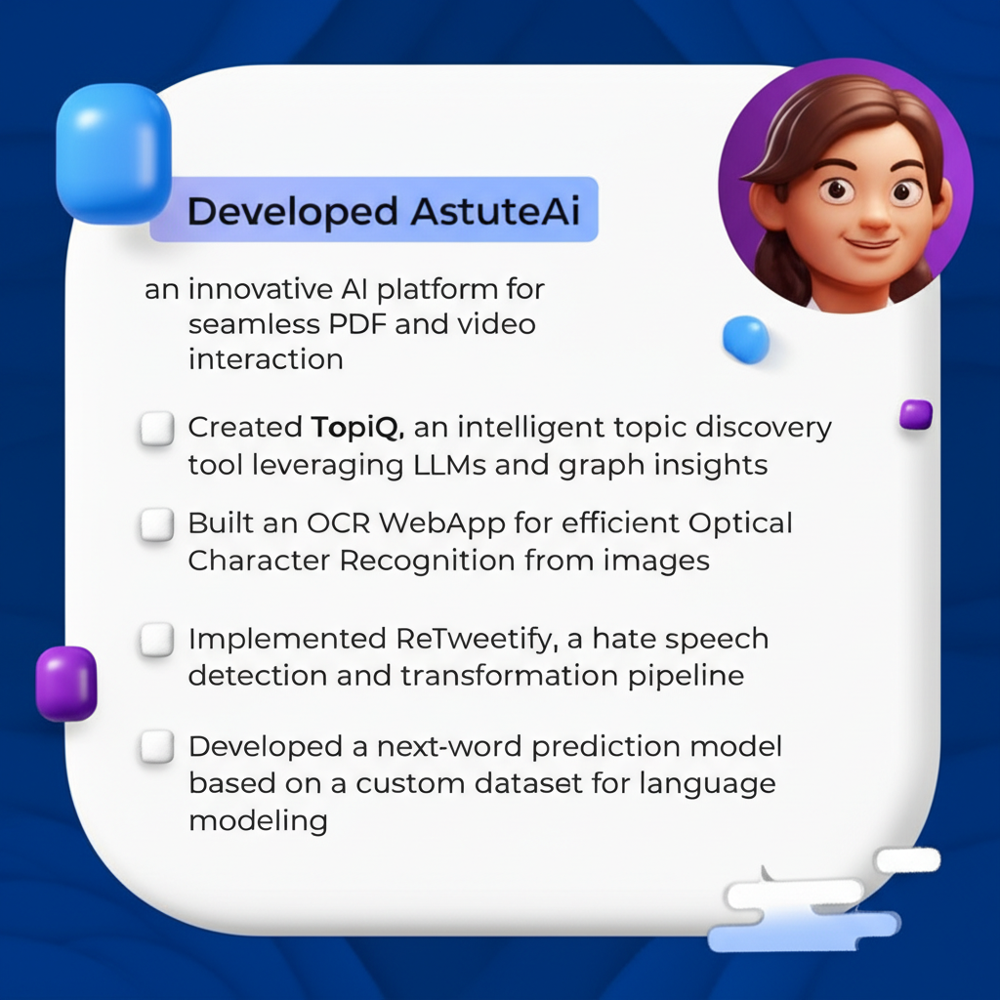 Developed AstuteAi
an innovative AI platform for
seamless PDF and video
interaction
Created TopiQ, an intelligent topic discovery
tool leveraging LLMs and graph insights
Built an OCR WebApp for efficient Optical
Character Recognition from images
Implemented ReTweetify, a hate speech
detection and transformation pipeline
Developed a next-word prediction model
based on a custom dataset for language
modeling